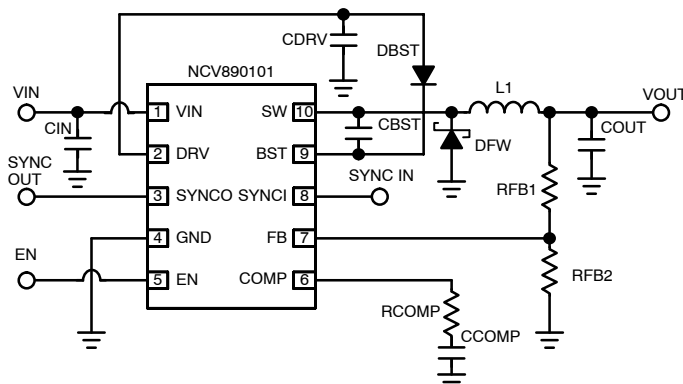 CDRV
DBST
NCV890101
VIN
L1
VOUT
1
VIN
SW
10
CIN
CBST
COUT
2
DRV
BST
9
DFW
SYNC
OUT
SYNC IN
3
SYNCO
SYNCI
8
RFB1
4
GND
FB
7
EN
5
EN
COMP
6
RFB2
RCOMP
CCOMP